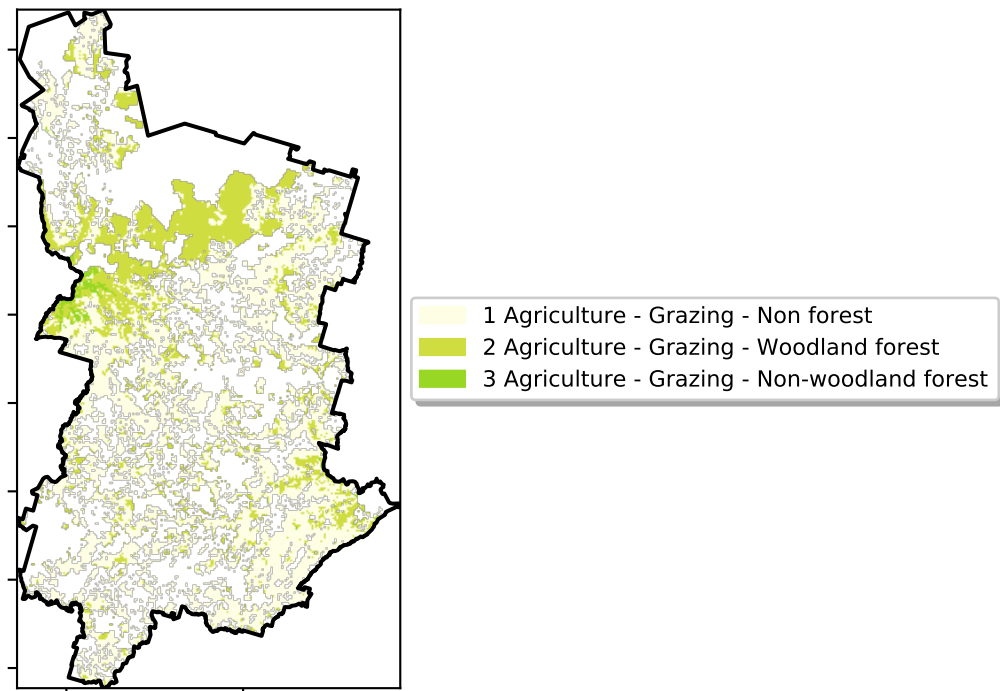 1 Agriculture - Grazing - Non forest
2 Agriculture - Grazing - Woodland forest
3 Agriculture - Grazing - Non-woodland forest